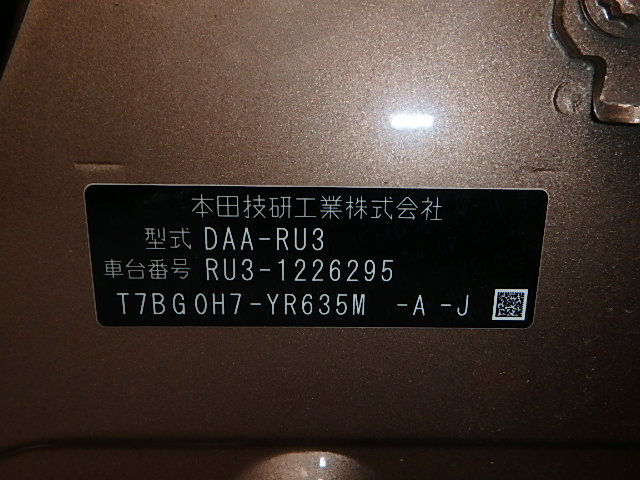 本田技研工業株式会社
型式 DAA-RU3
車台番号 RU3-1226295
T7BG0H7-YR635M -A-J